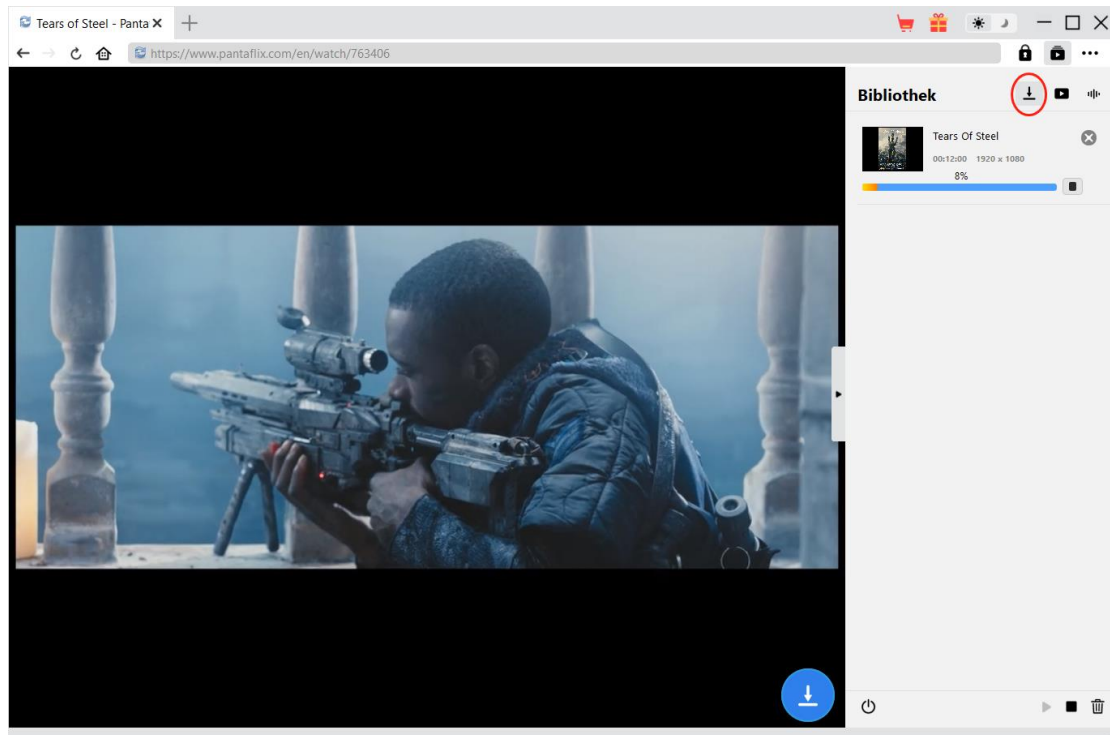 Tears of Steel - Panta
https://www.pantaflix.com/en/watch/763406
Bibliothek
Tears Of Steel
00:12:00 1920 x 1080
8%